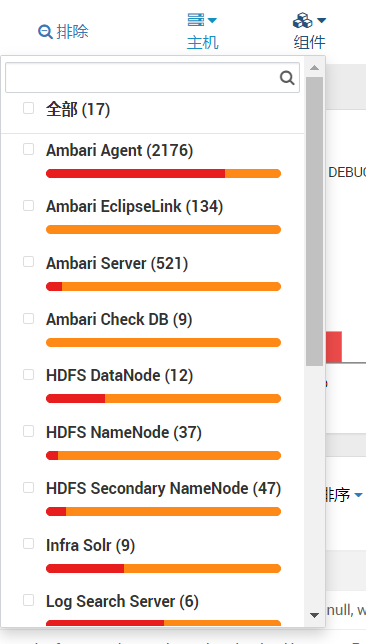 排除
主机
组件
全部 (17)
Ambari Agent (2176)
DEBUG
Ambari EclipseLink (134)
Ambari Server (521)
Ambari Check DB (9)
HDFS DataNode (12)
HDFS NameNode (37)
HDFS Secondary NameNode (47)
排序
Infra Solr (9)
Log Search Server (6)
null, w